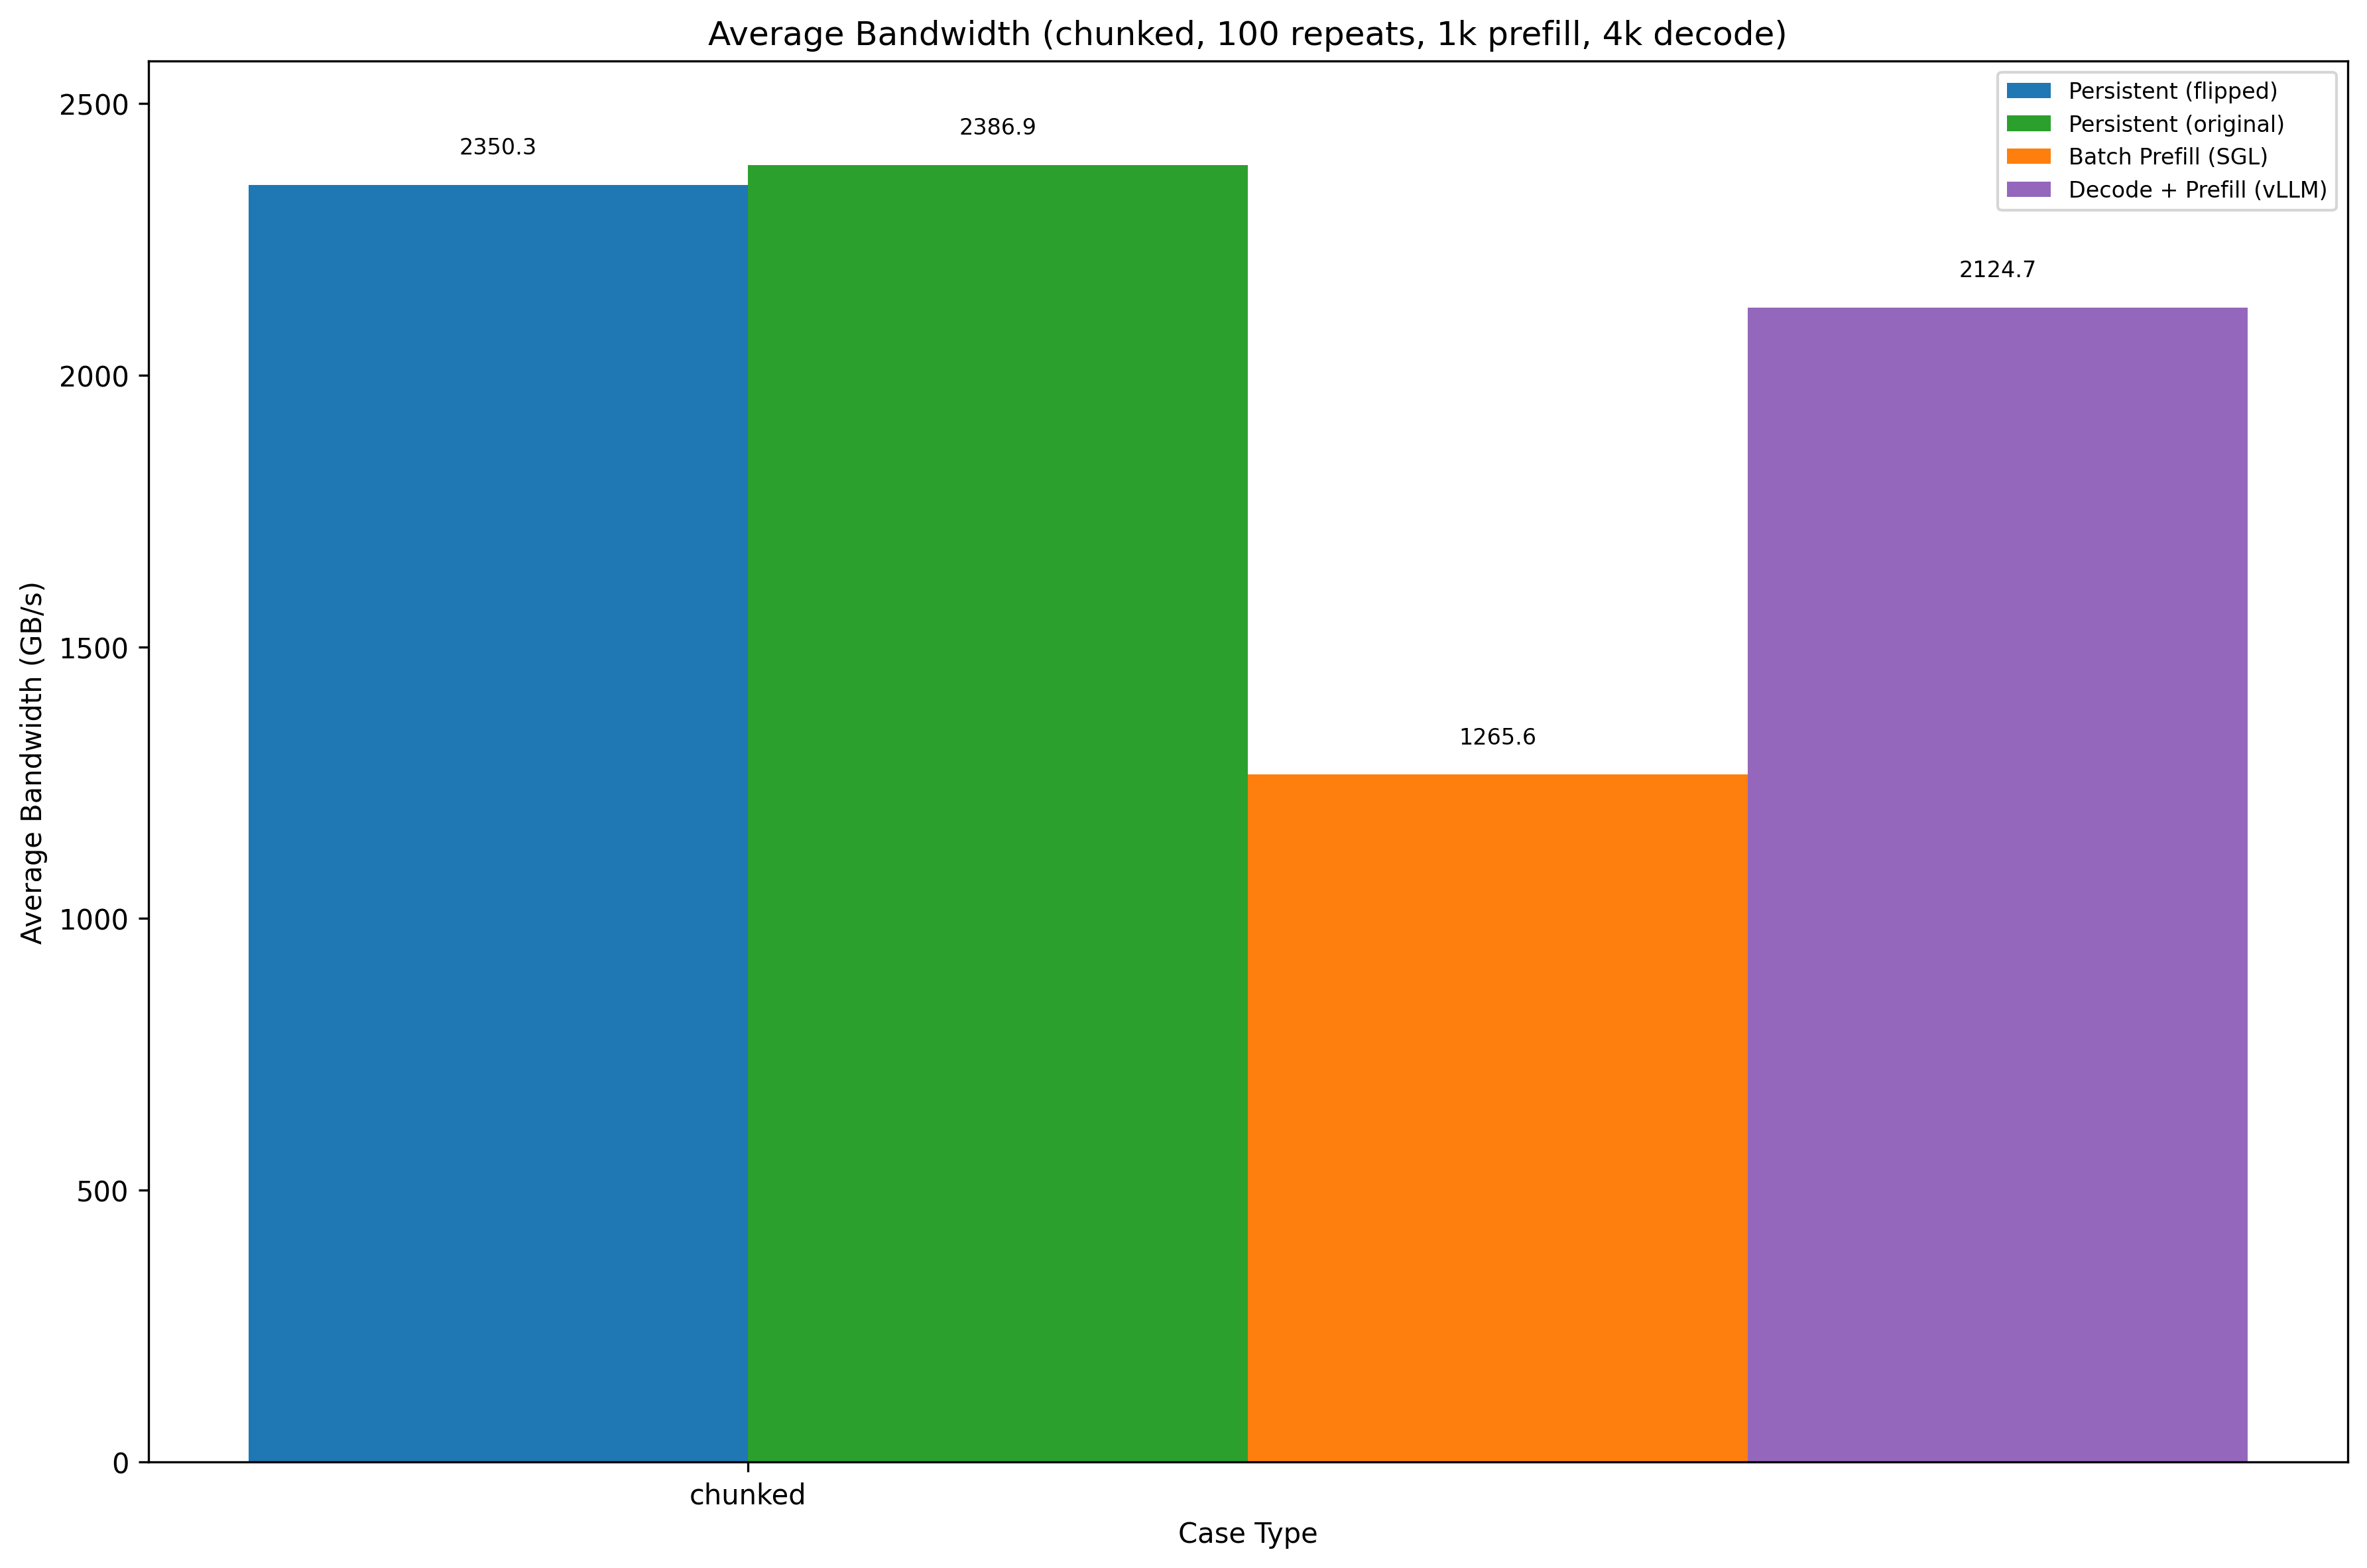 Average Bandwidth (chunked, 100 repeats, 1k prefill, 4k decode)
Persistent (flipped)
Persistent (original)
Batch Prefill (SGL)
Decode + Prefill (vLLM)
2350.3
2386.9
1265.6
2124.7
Average Bandwidth (GB/s)
2500
2000
1500
1000
500
0
chunked
Case Type